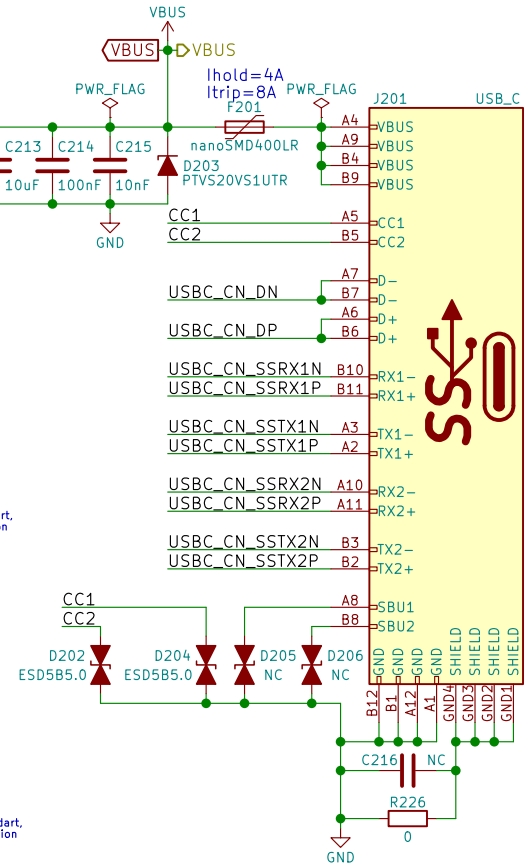 VBUS
VBUS VBUS
Ihold=4A
Itrip=8A
PWR_FLAG
PWR_FLAG
F201
nanoSMD400LR
J201 USB_C
C213 C214 C215
10uF 100nF 10nF
D203
PTVS20VS1UTR
GND
A4 VBUS
A9 VBUS
B4 VBUS
B9 VBUS
CC1 A5 CC1
CC2 B5 CC2
A7 D-
USBC_CN_DN B7 D-
A6 D+
USBC_CN_DP B6 D+
USBC_CN_SSRX1N B10 RX1-
USBC_CN_SSRX1P B11 RX1+
USBC_CN_SSTX1N A3 TX1-
USBC_CN_SSTX1P A2 TX1+
USBC_CN_SSRX2N A10 RX2-
USBC_CN_SSRX2P A11 RX2+
USBC_CN_SSTX2N B3 TX2-
USBC_CN_SSTX2P B2 TX2+
SS
rt,
n
CC1 A8 SBU1
CC2 B8 SBU2
D202 D204 D205 D206
ESD5B5.0 ESD5B5.0 NC NC
GND GND GND GND SHIELD SHIELD SHIELD SHIELD
B12 B1 A12 A1 GND4 GND3 GND2 GND1
C216 NC
R226
0
GND
dart,
ion